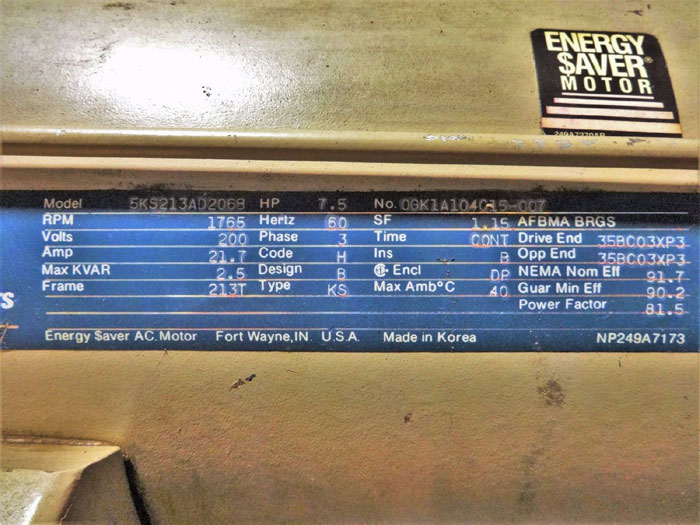 ENERGY
$AVER®
MOTOR
249A7270AB
Model 5KS213AD206B HP 7.5 No. 0GK1A104015-007
RPM 1765 Hertz 60 SF 1.15 AFBMA BRGS
Volts 200 Phase 3 Time CONT Drive End 35BC03XP3
Amp 21.7 Code H Ins B Opp End 35BC03XP3
Max KVAR 2.5 Design B Encl DP NEMA Nom Eff 91.7
Frame 213T Type KS Max Amb°C 40 Guar Min Eff 90.2
Power Factor 81.5
Energy $aver AC. Motor Fort Wayne, IN. U.S.A. Made in Korea NP249A7173